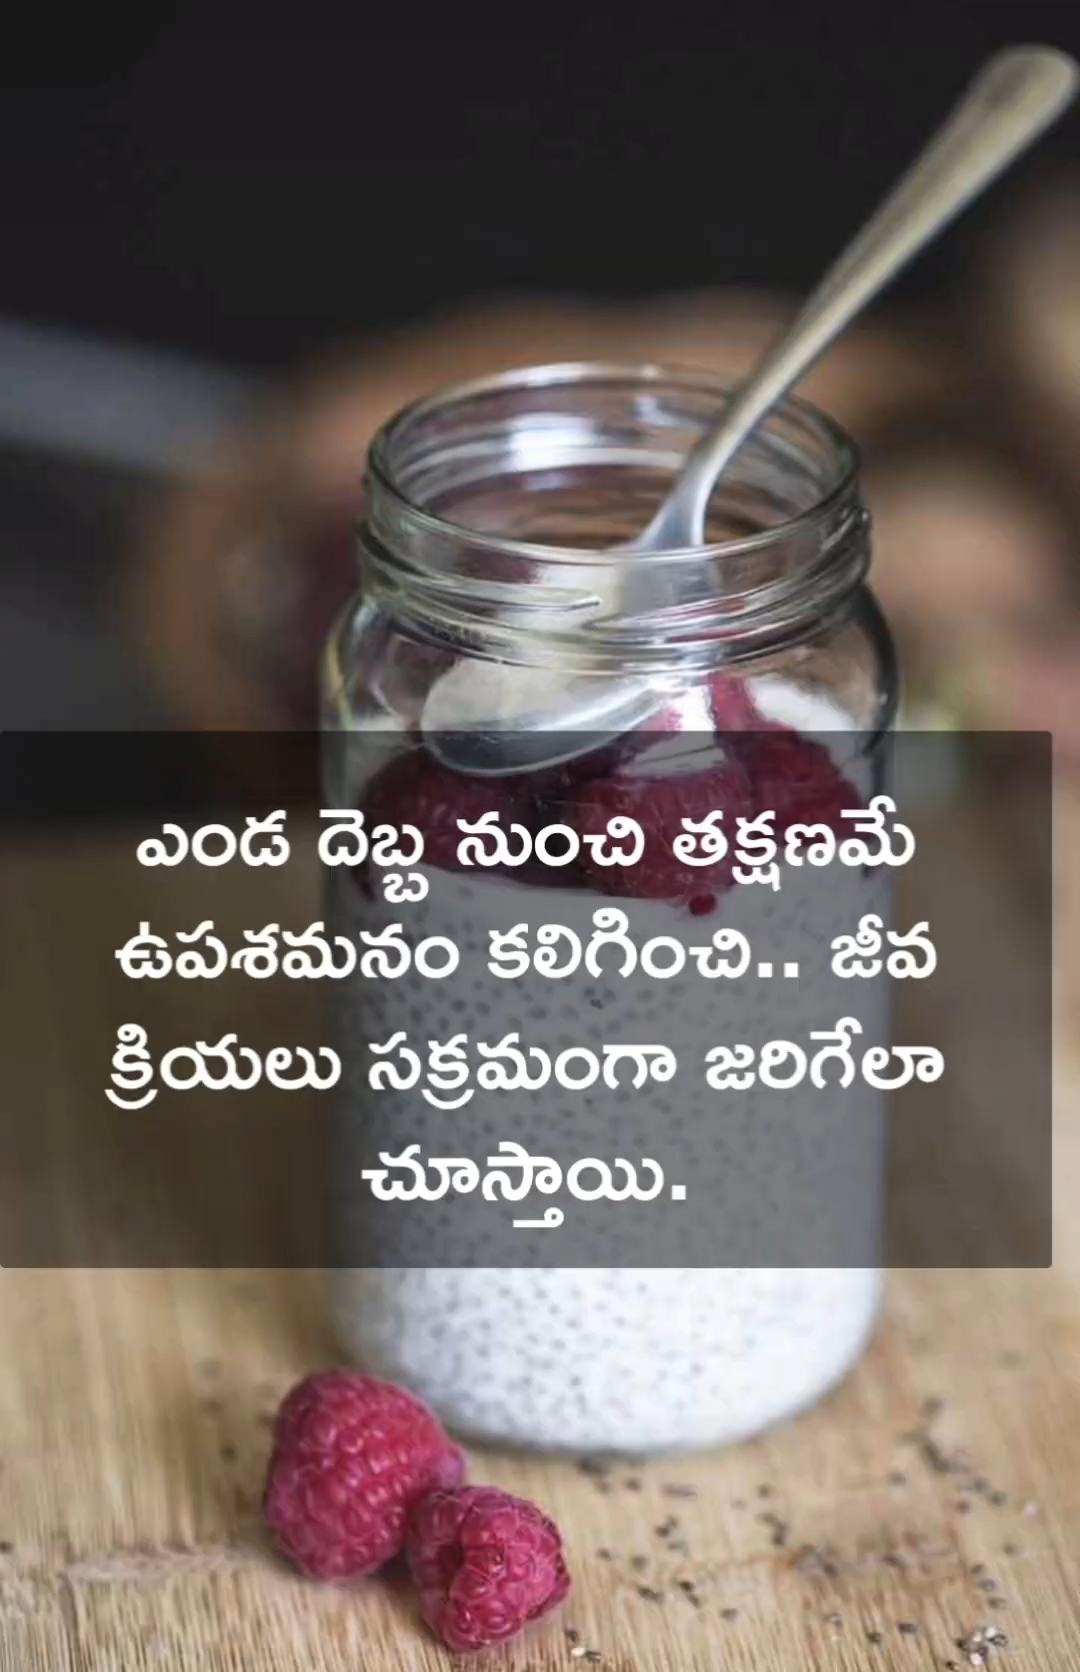 ఎండ దెబ్బ నుంచి తక్షణమే
ఉపశమనం కలిగించి.. జీవ
క్రియలు సక్రమంగా జరిగేలా
చూస్తాయి.